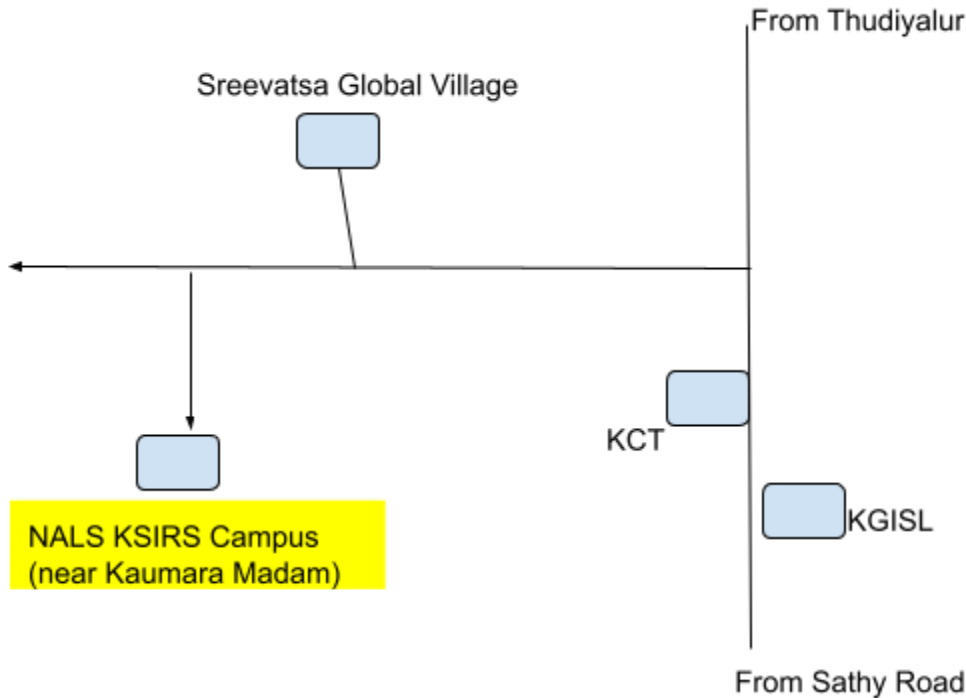 From Thudiyalur
Sreevatsa Global Village
KCT
KGISL
NALS KSIRS Campus
(near Kaumara Madam)
From Sathy Road